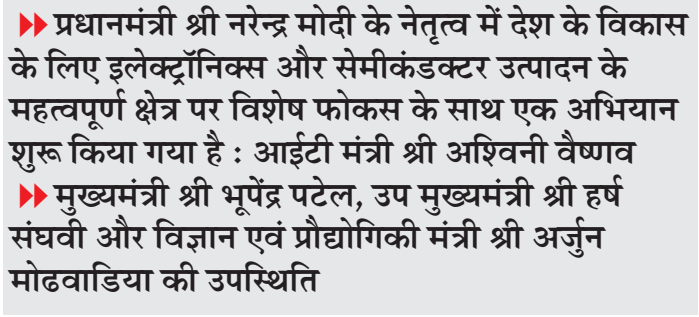 ▶▶ प्रधानमंत्री श्री नरेन्द्र मोदी के नेतृत्व में देश के विकास
के लिए इलेक्ट्रॉनिक्स और सेमीकंडक्टर उत्पादन के
महत्वपूर्ण क्षेत्र पर विशेष फोकस के साथ एक अभियान
शुरू किया गया है : आईटी मंत्री श्री अश्विनी वैष्णव
▶▶ मुख्यमंत्री श्री भूपेंद्र पटेल, उप मुख्यमंत्री श्री हर्ष
संघवी और विज्ञान एवं प्रौद्योगिकी मंत्री श्री अर्जुन
मोढवाडिया की उपस्थिति